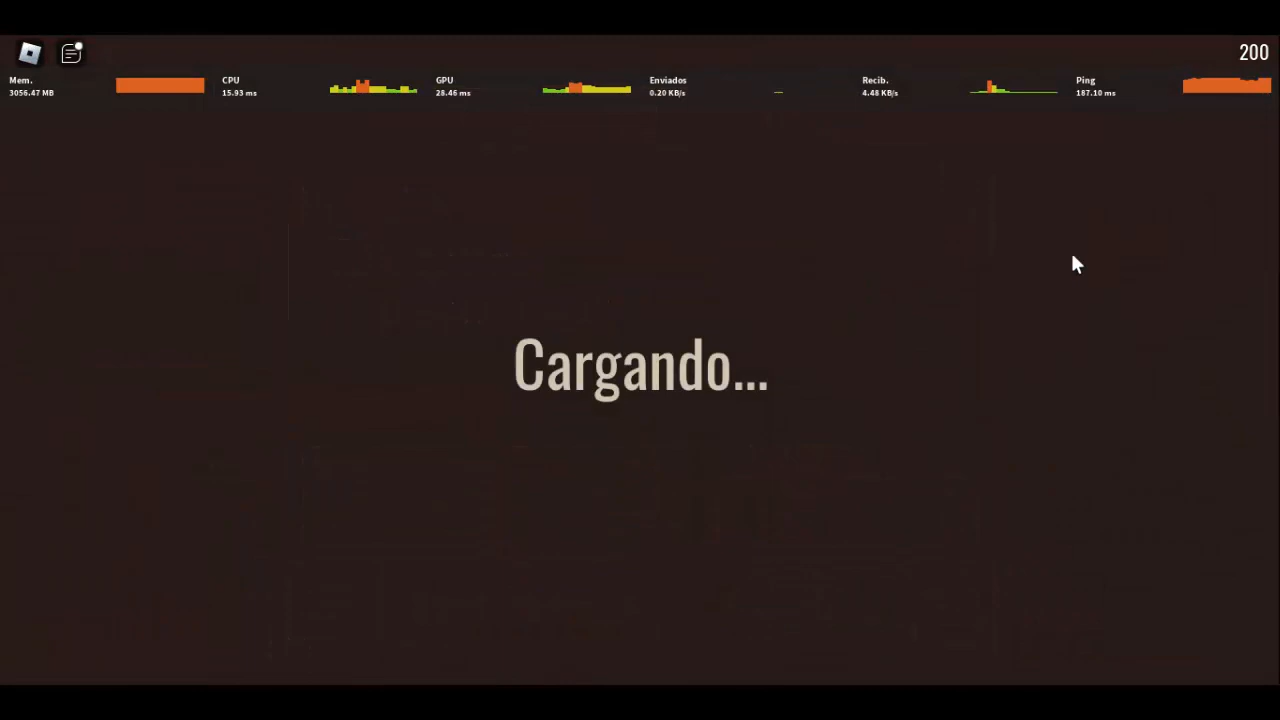 200
Mem.
3056.47 MB
CPU
15.93 ms
GPU
28.46 ms
Enviados
0.20 KB/s
Recib.
4.48 KB/s
Ping
187.10 ms
Cargando...